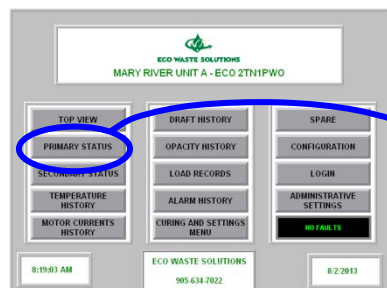 ECO WASTE SOLUTIONS
MARY RIVER UNIT A - ECO 2TN1PWO
TOP VIEW
DRAFT HISTORY
SPARE
PRIMARY STATUS
OPACITY HISTORY
CONFIGURATION
SECONDARY STATUS
LOAD RECORDS
LOGIN
TEMPERATURE
HISTORY
ALARM HISTORY
ADMINISTRATIVE
SETTINGS
MOTOR CURRENTS
HISTORY
CURING AND SETTINGS
MENU
NO FAULTS
8:19:03 AM
ECO WASTE SOLUTIONS
905-634-7022
8/2/2013